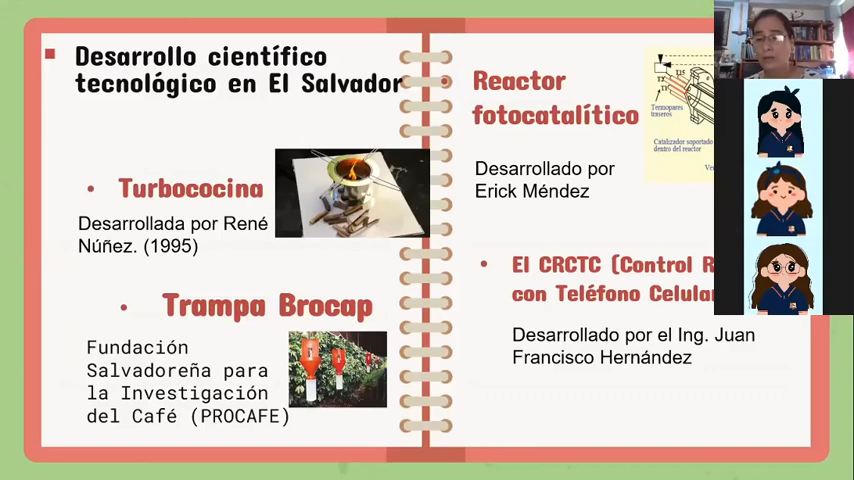 Desarrollo científico
tecnológico en El Salvador
Turbococina
Desarrollada por René
Núñez. (1995)
Trampa Brocap
Fundación
Salvadoreña para
la Investigación
del Café (PROCAFE)
Reactor
fotocatalítico
Termopares
traseros
Catalizador soportado
dentro del reactor
Desarrollado por
Erick Méndez
El CRCTC (Control R
con Teléfono Celular
Desarrollado por el Ing. Juan
Francisco Hernández